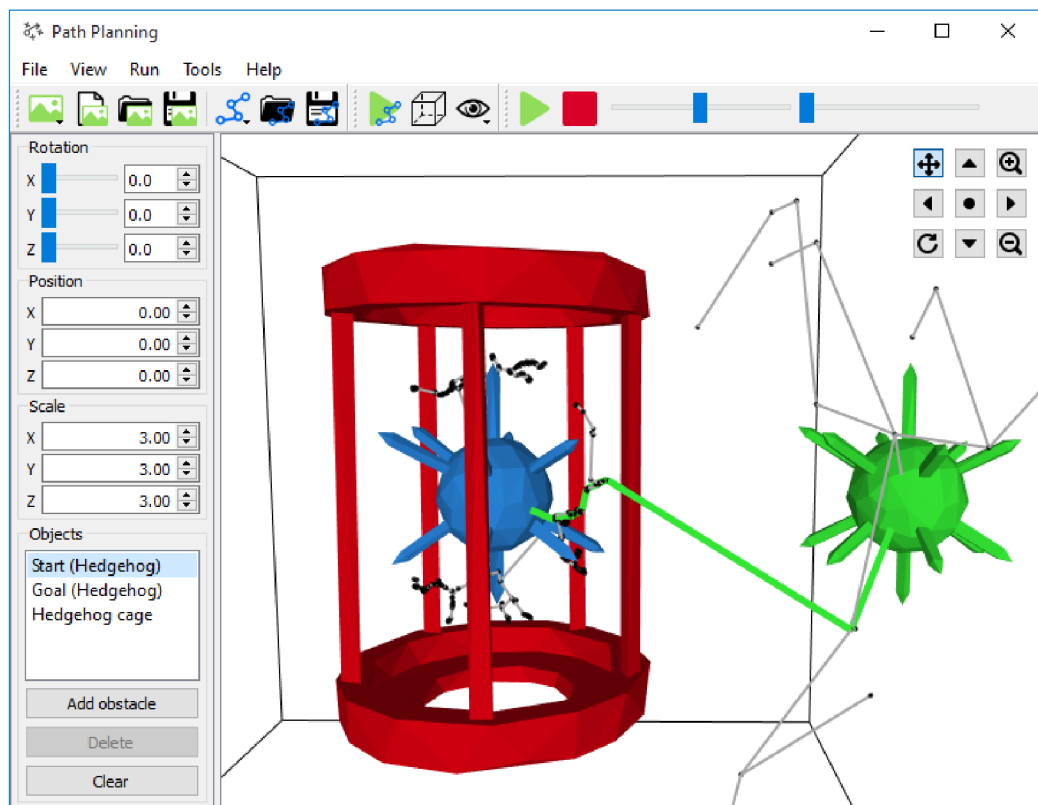 Path Planning
File View Run Tools Help
Rotation
X 0.0
Y 0.0
Z 0.0
Position
X 0.00
Y 0.00
Z 0.00
Scale
X 3.00
Y 3.00
Z 3.00
Objects
Start (Hedgehog)
Goal (Hedgehog)
Hedgehog cage
Add obstacle
Delete
Clear